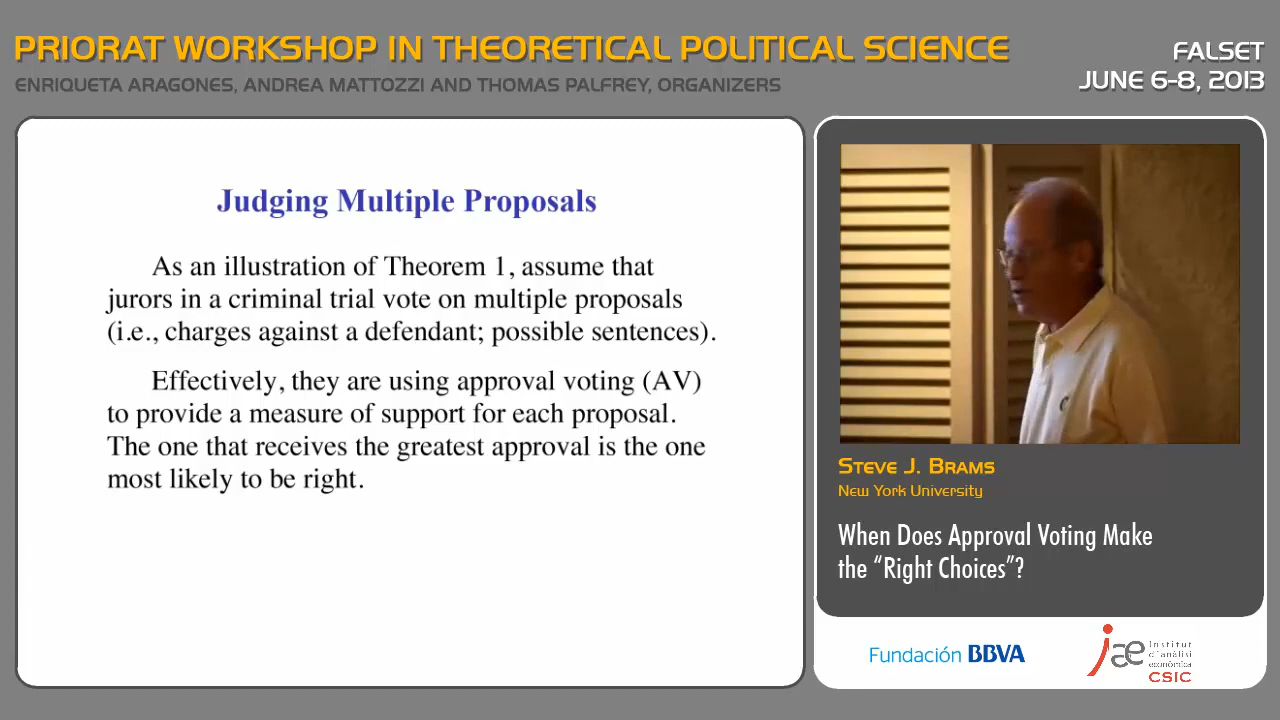 PRIORAT WORKSHOP IN THEORETICAL POLITICAL SCIENCE
ENRIQUETA ARAGONES, ANDREA MATTOZZI AND THOMAS PALFREY, ORGANIZERS
FALSET
JUNE 6-8, 2013
Judging Multiple Proposals
As an illustration of Theorem 1, assume that
jurors in a criminal trial vote on multiple proposals
(i.e., charges against a defendant; possible sentences).
Effectively, they are using approval voting (AV)
to provide a measure of support for each proposal.
The one that receives the greatest approval is the one
most likely to be right.
STEVE J. BRAMS
New York University
When Does Approval Voting Make
the “Right Choices”?
Fundación BBVA
iae
Institut
d'anàlisi
econòmica
CSIC